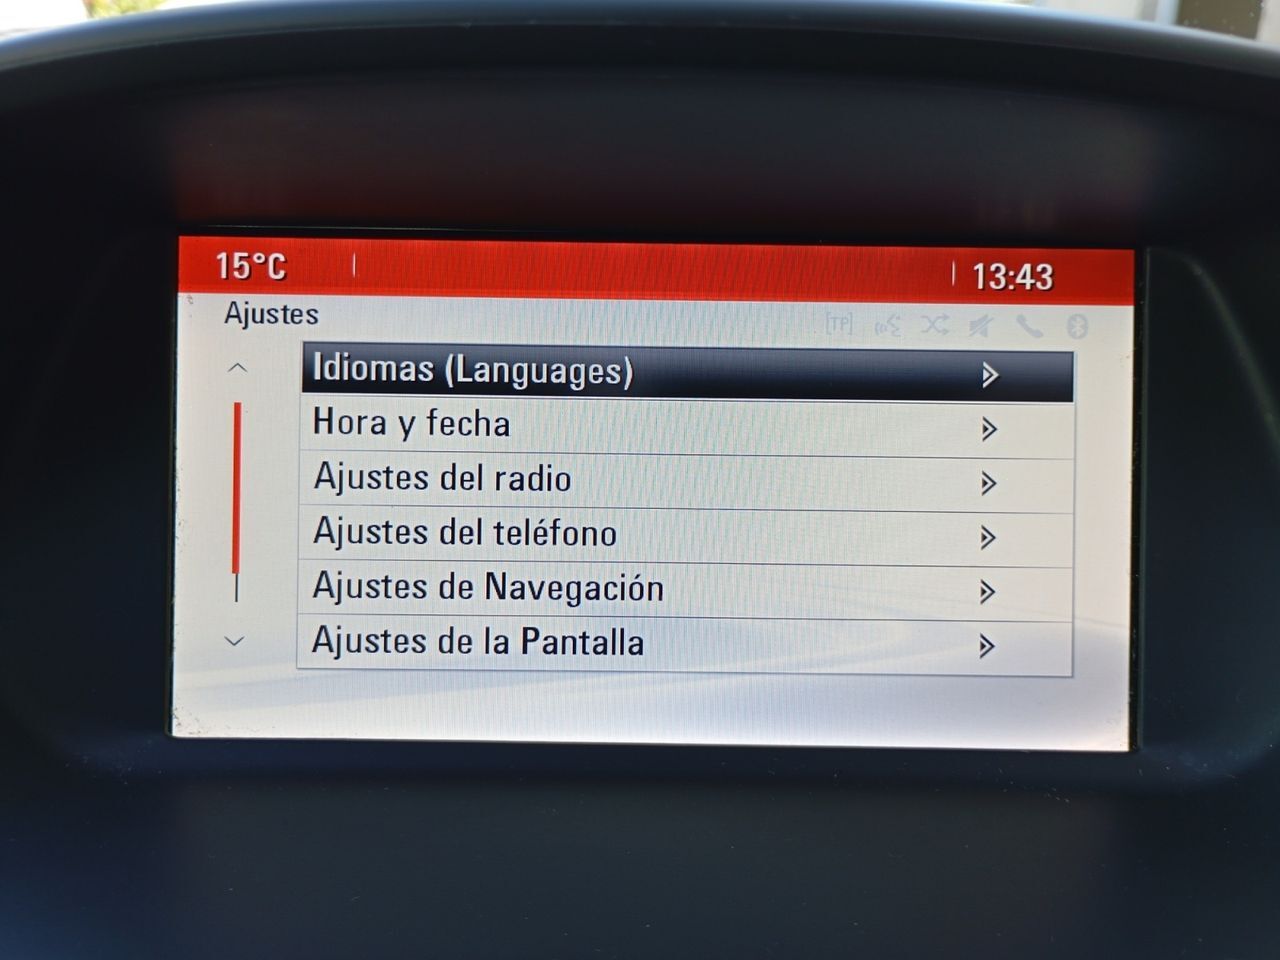 15°C
13:43
Ajustes
[TP]
Idiomas (Languages)
Hora y fecha
Ajustes del radio
Ajustes del teléfono
Ajustes de Navegación
Ajustes de la Pantalla